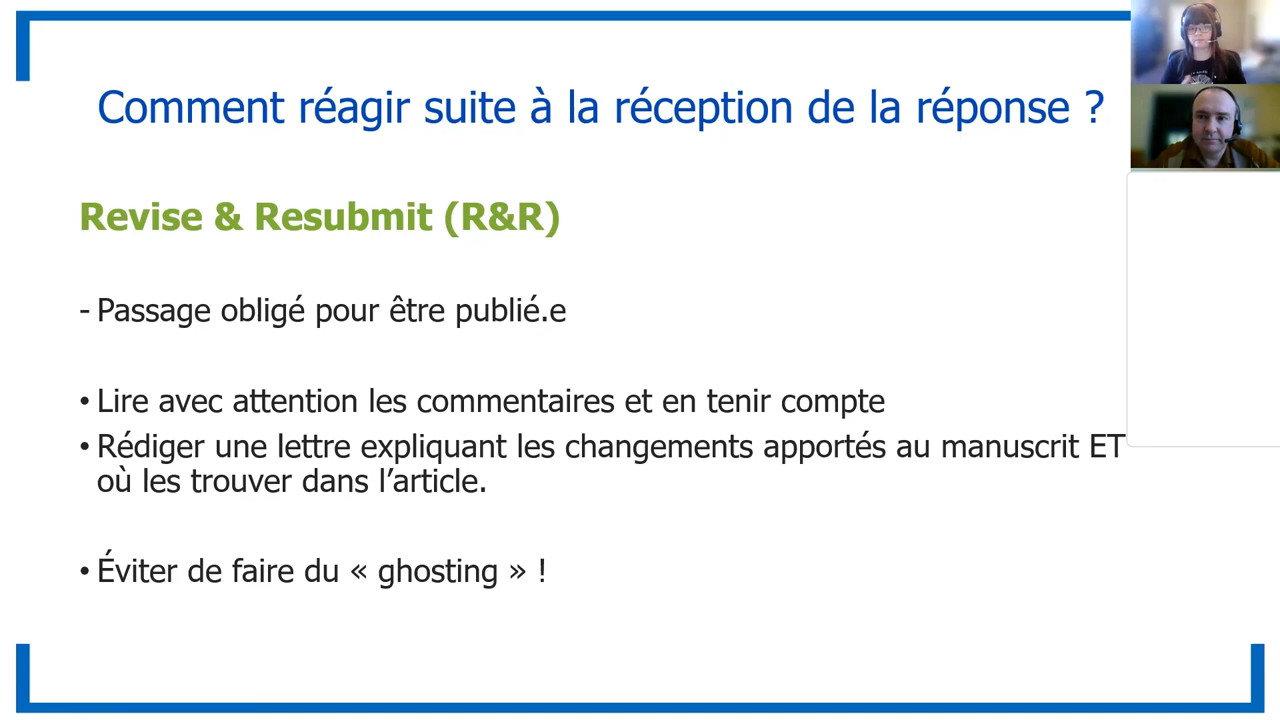 Comment réagir suite à la réception de la réponse ?
Revise & Resubmit (R&R)
- Passage obligé pour être publié.e
• Lire avec attention les commentaires et en tenir compte
• Rédiger une lettre expliquant les changements apportés au manuscrit ET
où les trouver dans l’article.
• Éviter de faire du « ghosting » !